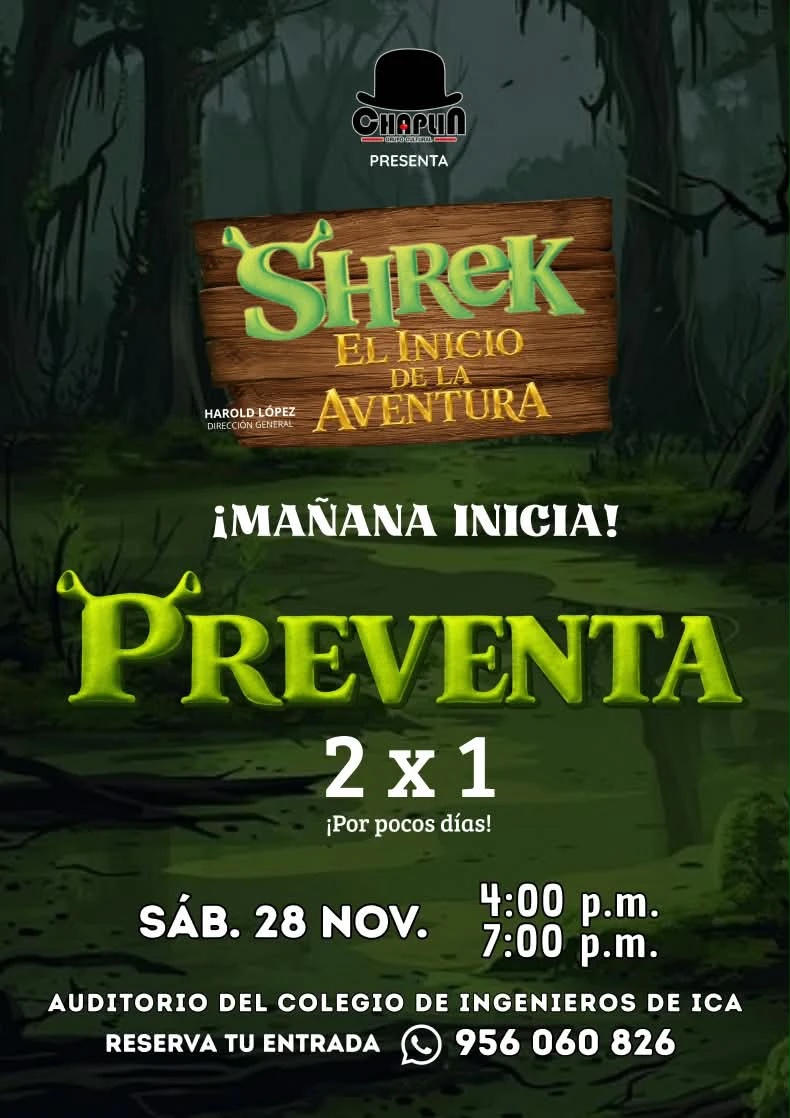 CHAPLIN
GRUPO CULTURAL
PRESENTA
SHREK
EL INICIO
DE LA
AVENTURA
HAROLD LÓPEZ
DIRECCIÓN GENERAL
¡MAÑANA INICIA!
PREVENTA
2 x 1
¡Por pocos días!
SÁB. 28 NOV.
4:00 p.m.
7:00 p.m.
AUDITORIO DEL COLEGIO DE INGENIEROS DE ICA
RESERVA TU ENTRADA 956 060 826